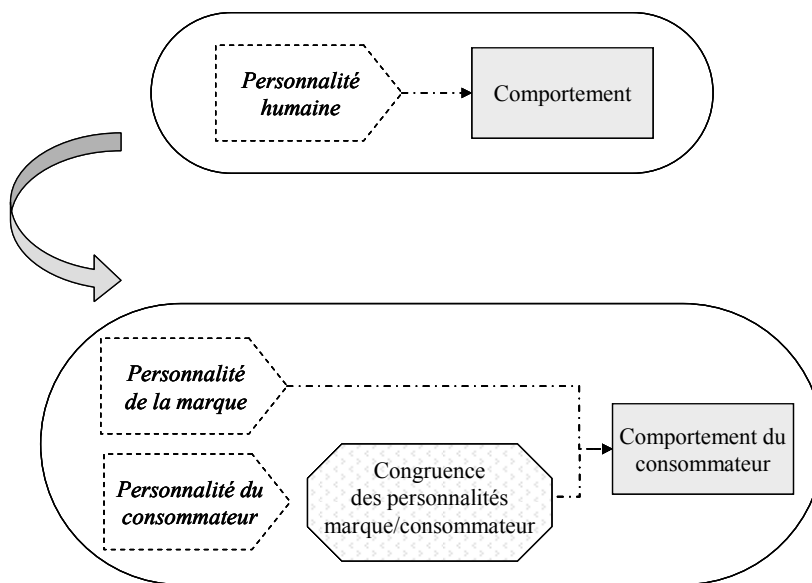 Personnalité
humaine
Comportement
Personnalité
de la marque
Comportement du
consommateur
Personnalité du
consommateur
Congruence
des personnalités
marque/consommateur